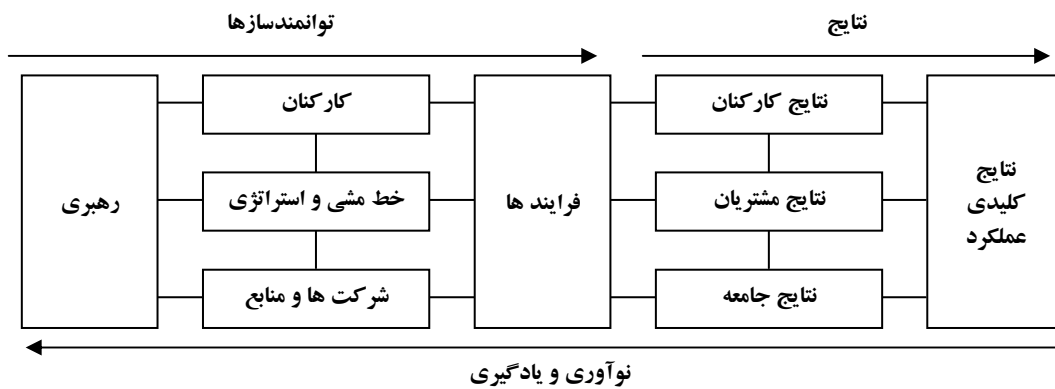 توانمندسازها
نتایج
رهبری
کارکنان
خط مشی و استراتژی
شرکت ها و منابع
فرایند ها
نتایج کارکنان
نتایج مشتریان
نتایج جامعه
نتایج
کلیدی
عملکرد
نوآوری و یادگیری